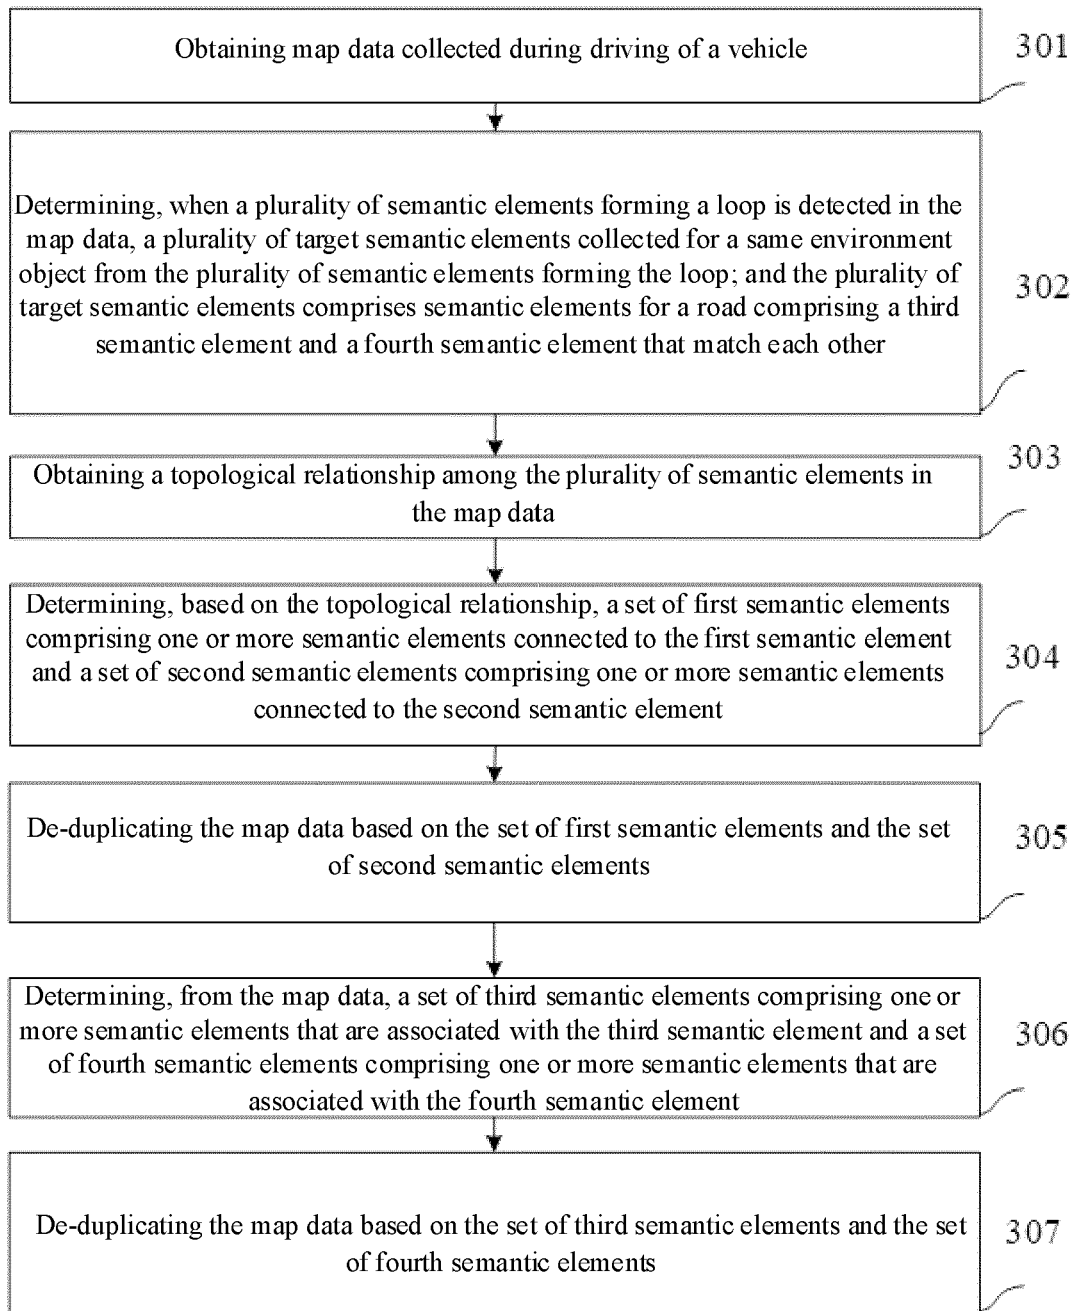 Obtaining map data collected during driving of a vehicle
301
Determining, when a plurality of semantic elements forming a loop is detected in the
map data, a plurality of target semantic elements collected for a same environment
object from the plurality of semantic elements forming the loop; and the plurality of
target semantic elements comprises semantic elements for a road comprising a third
semantic element and a fourth semantic element that match each other
302
Obtaining a topological relationship among the plurality of semantic elements in
the map data
303
Determining, based on the topological relationship, a set of first semantic elements
comprising one or more semantic elements connected to the first semantic element
and a set of second semantic elements comprising one or more semantic elements
connected to the second semantic element
304
De-duplicating the map data based on the set of first semantic elements and the set
of second semantic elements
305
Determining, from the map data, a set of third semantic elements comprising one or
more semantic elements that are associated with the third semantic element and a set
of fourth semantic elements comprising one or more semantic elements that are
associated with the fourth semantic element
306
De-duplicating the map data based on the set of third semantic elements and the set
of fourth semantic elements
307